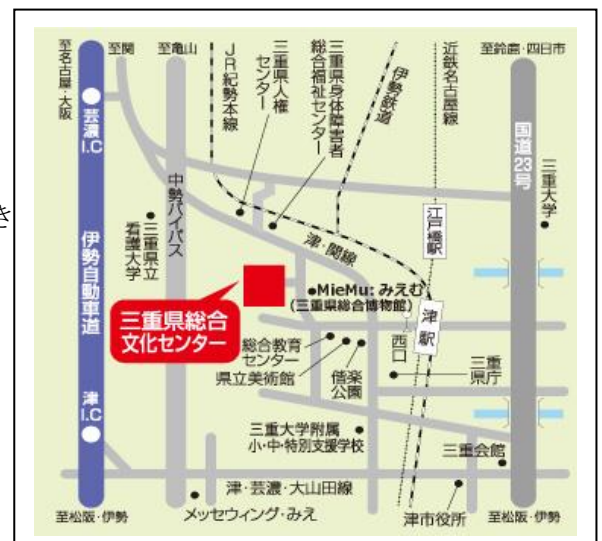 き
至名古屋・大阪
至関
至亀山
JR紀勢本線
三重県人権
センター
三重県身体障害者
総合福祉センター
伊勢鉄道
近鉄名古屋線
至鈴鹿・四日市
芸濃
I.C
中勢バイパス
国道23号
三重大学
江戸橋駅
三重県立
看護大学
伊勢自動車道
津・関線
MieMu:みえむ
(三重県総合博物館)
三重県総合
文化センター
津駅
西口
総合教育
センター
県立美術館
偕楽
公園
三重
県庁
津
I.C
三重大学附属
小・中・特別支援学校
三重会館
津・芸濃・大山田線
至松阪・伊勢
メッセウィング・みえ
津市役所
至松阪・伊勢